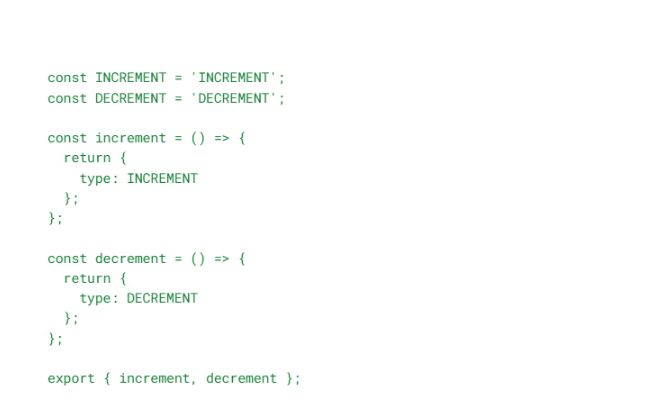 const INCREMENT = 'INCREMENT';
const DECREMENT = 'DECREMENT';

const increment = () => {
  return {
    type: INCREMENT
  };
};

const decrement = () => {
  return {
    type: DECREMENT
  };
};

export { increment, decrement };